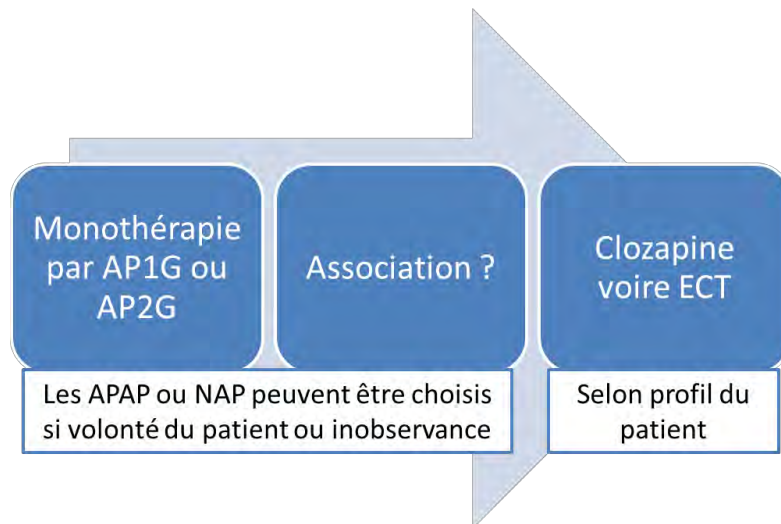 Monothérapie
par AP1G ou
AP2G
Association ?
Clozapine
voire ECT
Les APAP ou NAP peuvent être choisis
si volonté du patient ou inobservance
Selon profil du
patient